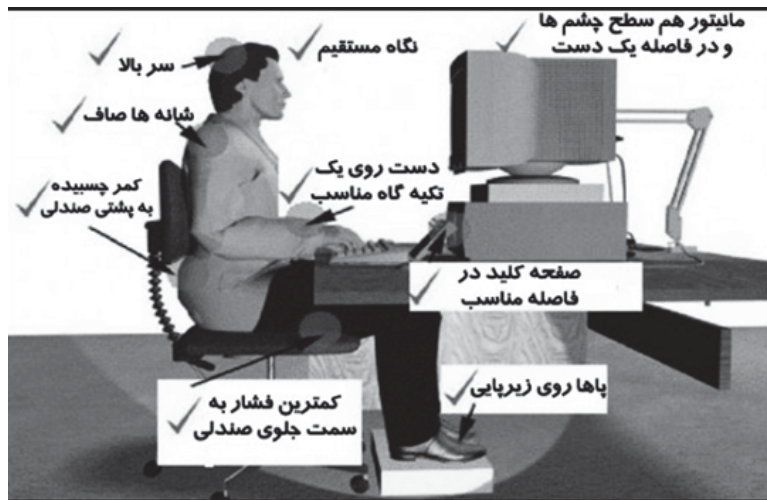 مانیتور هم سطح چشم ها
و در فاصله یک دست
نگاه مستقیم
سر بالا
شانه ها صاف
دست روی یک
تکیه گاه مناسب
کمر چسبیده
به پشتی صندلی
صفحه کلید در
فاصله مناسب
پاها روی زیرپایی
کمترین فشار به
سمت جلوی صندلی